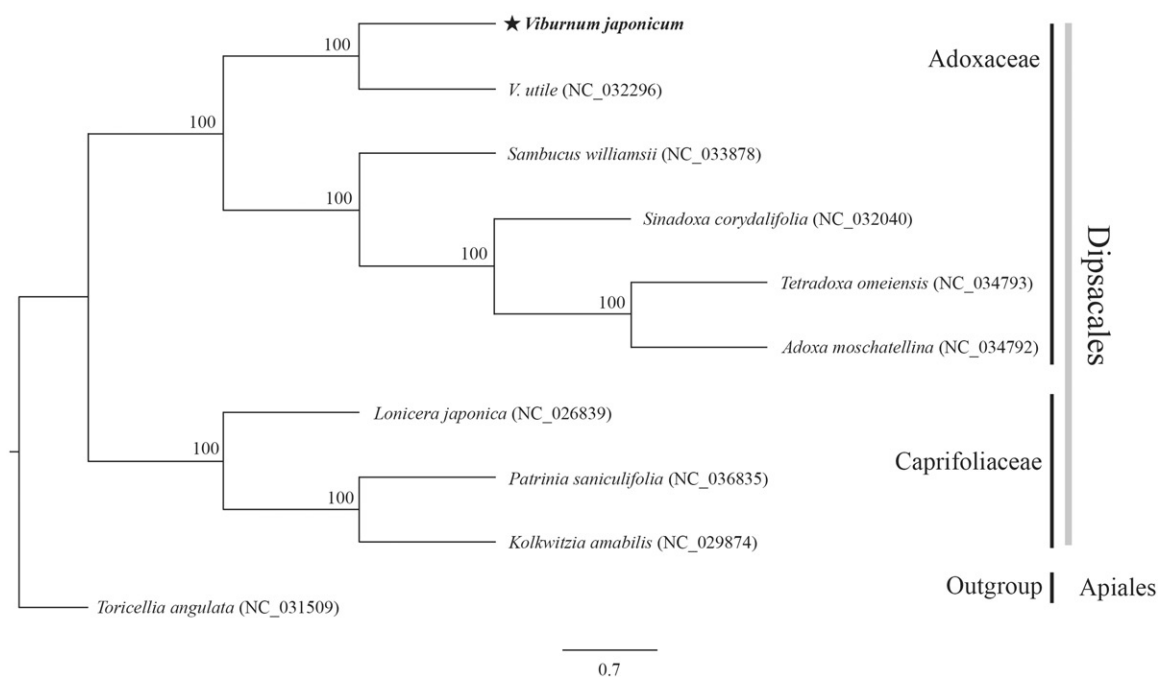 ★ Viburnum japonicum
100
Adoxaceae
V. utile (NC_032296)
100
Sambucus williamsii (NC_033878)
100
Sinadoxa corydalifolia (NC_032040)
100
Dipsacales
Tetradoxa omeiensis (NC_034793)
100
Adoxa moschatellina (NC_034792)
Lonicera japonica (NC_026839)
100
Caprifoliaceae
Patrinia saniculifolia (NC_036835)
100
Kolkwitzia amabilis (NC_029874)
Outgroup
Apiales
Toricellia angulata (NC_031509)
0.7